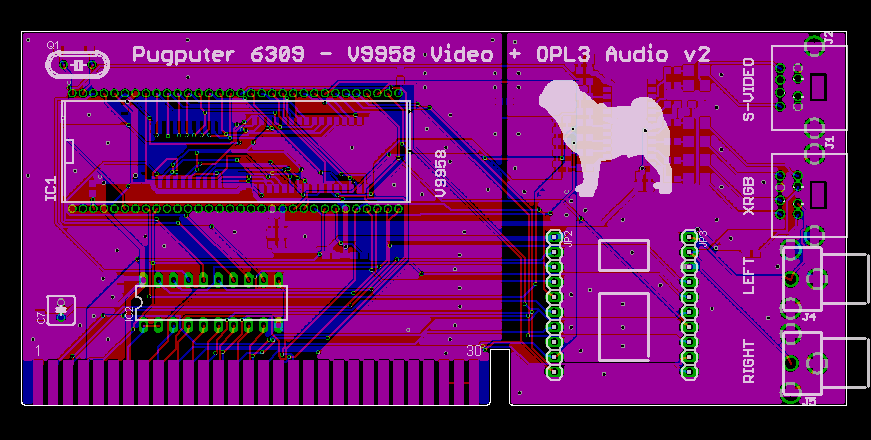 Q1
Pugputer 6309 - V9958 Video + OPL3 Audio v2
J2
S-VIDEO
J1
IC1
V9958
XRGB
JP2
JP3
LEFT
C7
IC2
J4
1
30
RIGHT
J5